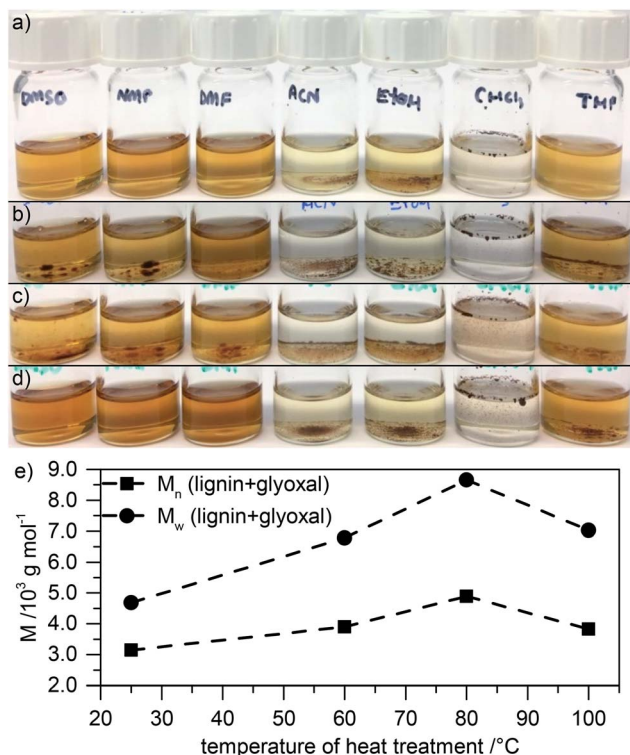 a)
DMSO NMP DMF ACN EtOH CHCl₃ TMP
b)
ACN EtOH
c)
d)
e)
9.0
8.0
7.0
6.0
5.0
4.0
3.0
2.0
M /10³ g mol⁻¹
Mₙ (lignin+glyoxal)
M_w (lignin+glyoxal)
20 30 40 50 60 70 80 90 100
temperature of heat treatment /°C